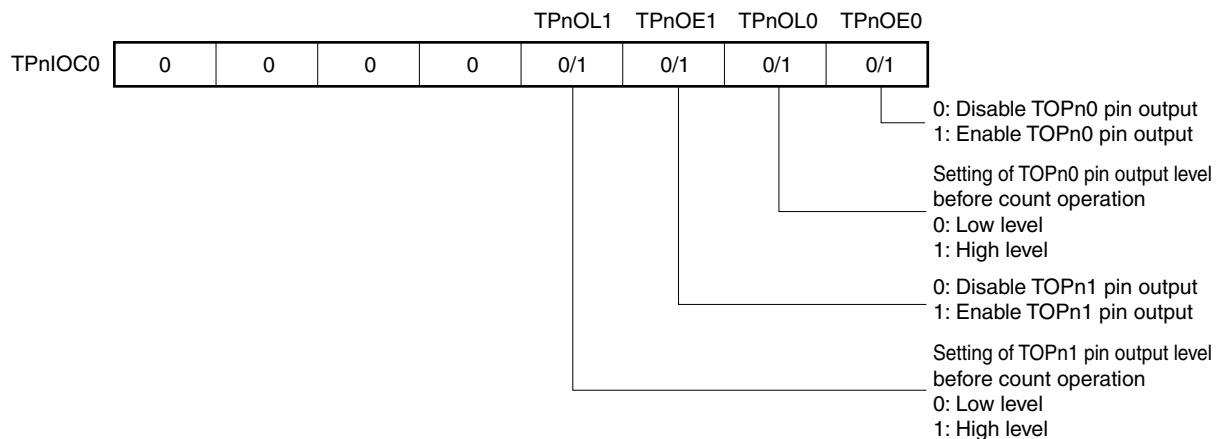 TPnOL1 TPnOE1 TPnOL0 TPnOE0
TPnIOC0 0 0 0 0 0/1 0/1 0/1 0/1
0: Disable TOPn0 pin output
1: Enable TOPn0 pin output
Setting of TOPn0 pin output level
before count operation
0: Low level
1: High level
0: Disable TOPn1 pin output
1: Enable TOPn1 pin output
Setting of TOPn1 pin output level
before count operation
0: Low level
1: High level